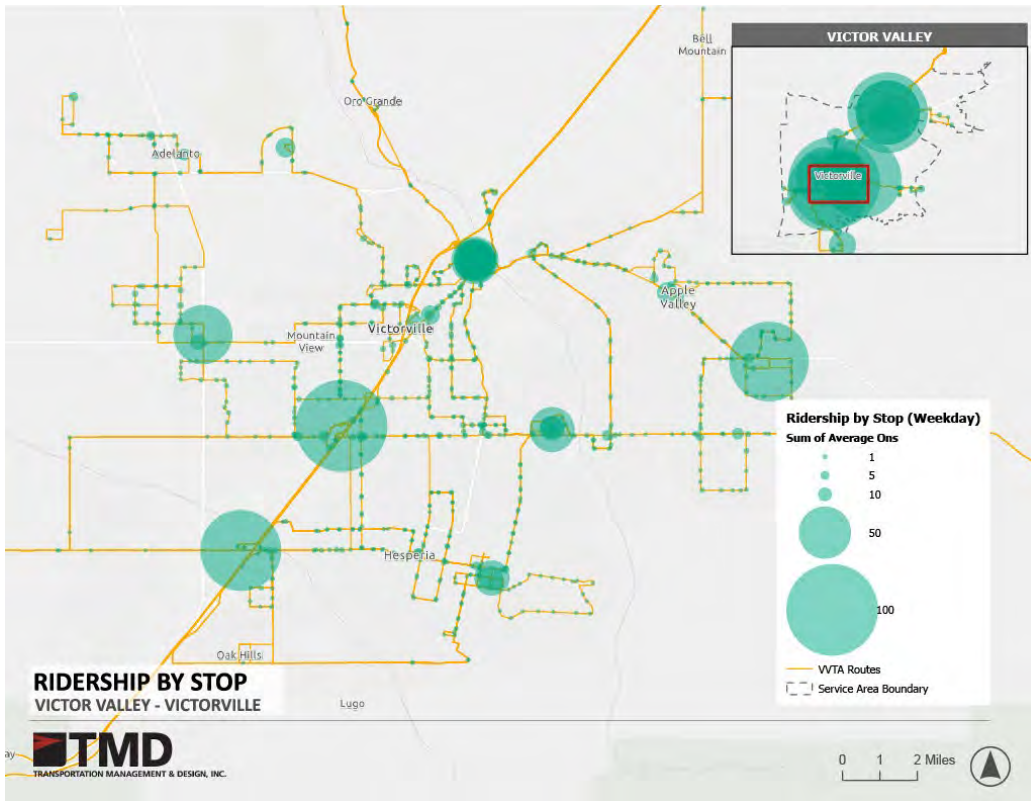 VICTOR VALLEY
Victorville
Bell
Mountain
Oro Grande
Adelanto
Apple
Valley
Mountain
View
Victorville
Hesperia
Oak Hills
Lugo
ay
Ridership by Stop (Weekday)
Sum of Average Ons
1
5
10
50
100
VVTA Routes
Service Area Boundary
RIDERSHIP BY STOP
VICTOR VALLEY - VICTORVILLE
TMD
TRANSPORTATION MANAGEMENT & DESIGN, INC.
0 1 2 Miles